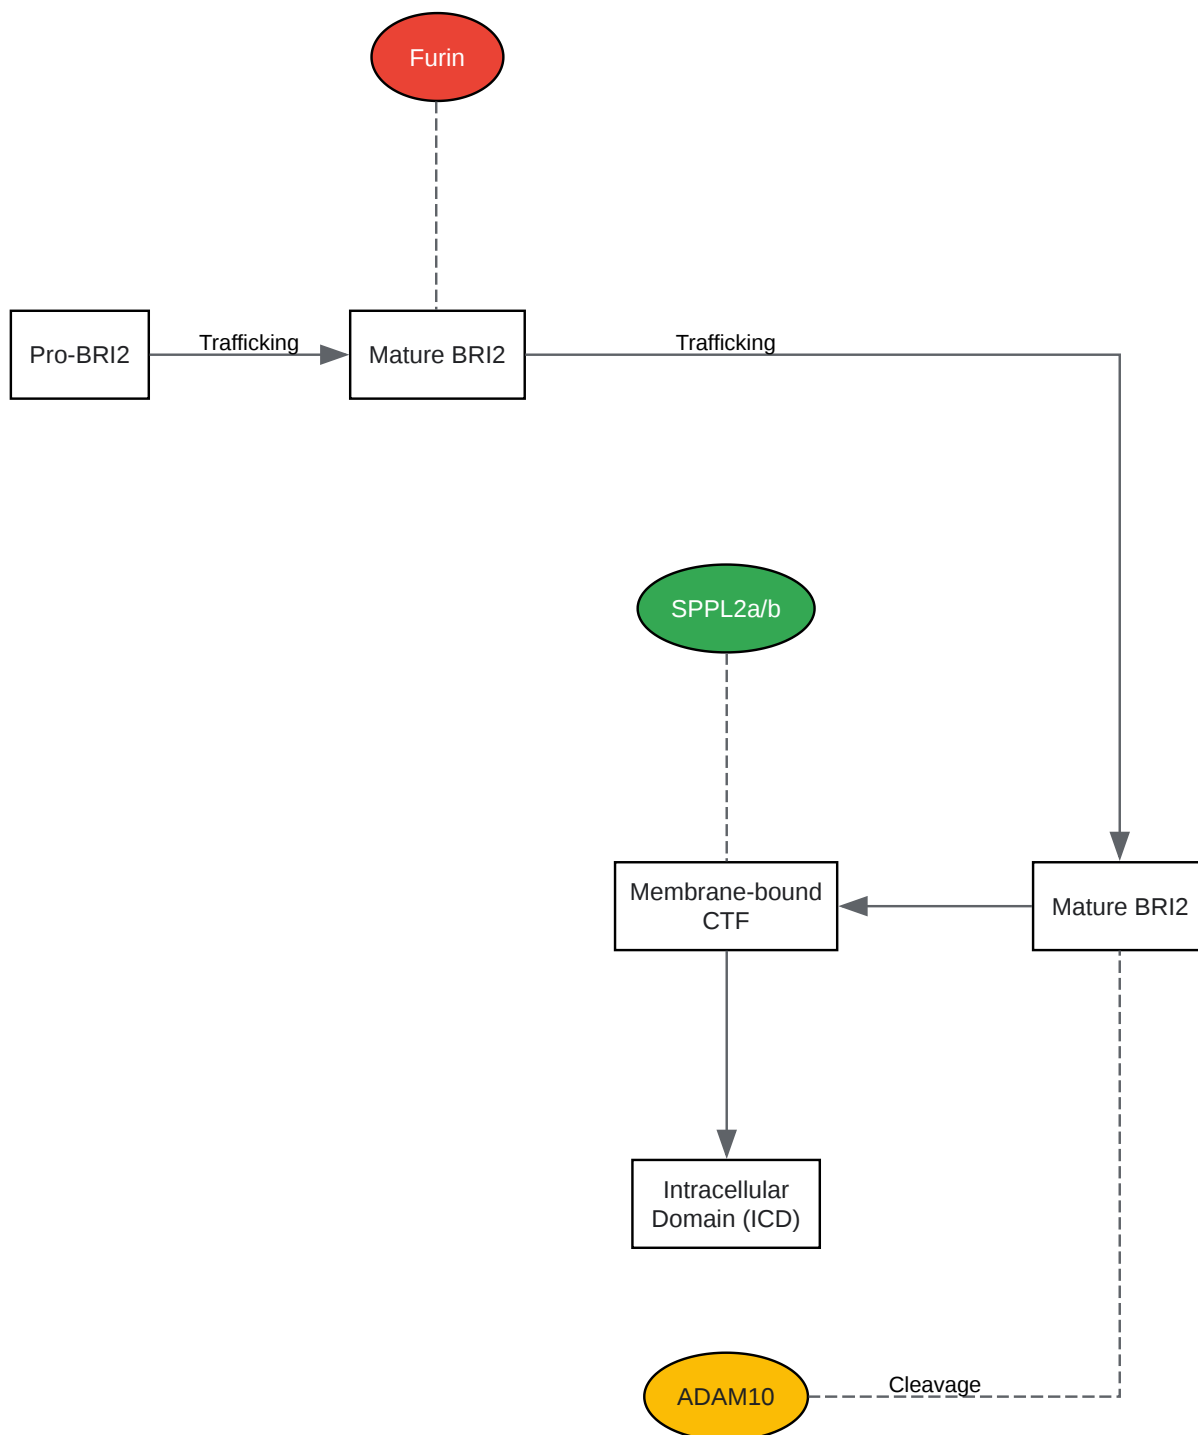 Furin
Pro-BRI2
Trafficking
Mature BRI2
Trafficking
SPPL2a/b
Membrane-bound
CTF
Mature BRI2
Intracellular
Domain (ICD)
ADAM10
Cleavage